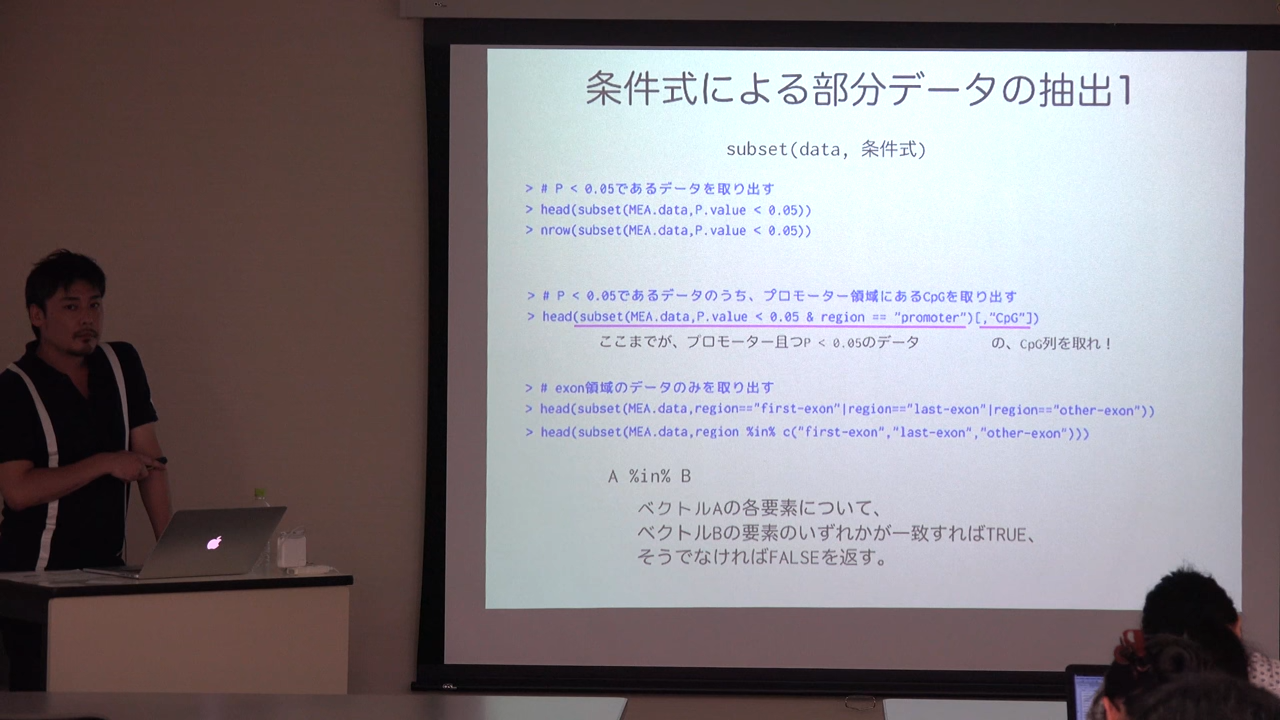 条件式による部分データの抽出1
subset(data, 条件式)
> # P < 0.05であるデータを取り出す
> head(subset(MEA.data,P.value < 0.05))
> nrow(subset(MEA.data,P.value < 0.05))
> # P < 0.05であるデータのうち、プロモーター領域にあるCpGを取り出す
> head(subset(MEA.data,P.value < 0.05 & region == "promoter")[,"CpG"])
ここまでが、プロモーター且つP < 0.05のデータ の、CpG列を取れ！
> # exon領域のデータのみを取り出す
> head(subset(MEA.data,region=="first-exon"|region=="last-exon"|region=="other-exon"))
> head(subset(MEA.data,region %in% c("first-exon","last-exon","other-exon")))
A %in% B
ベクトルAの各要素について、
ベクトルBの要素のいずれかが一致すればTRUE、
そうでなければFALSEを返す。